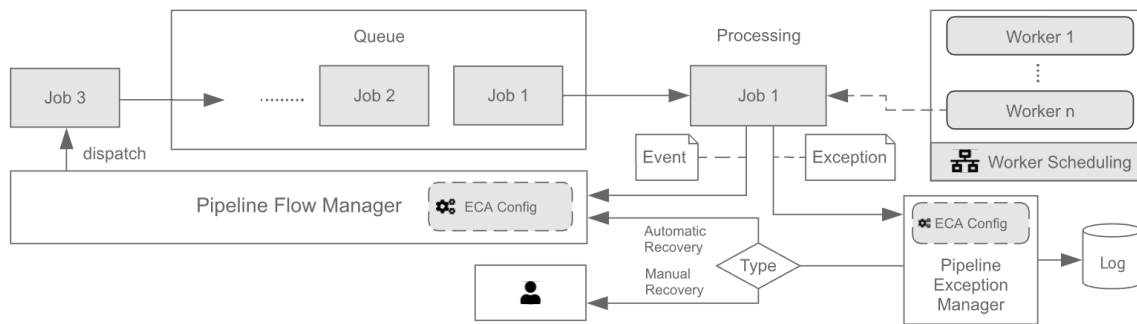 Queue
Processing
Worker 1
Job 3
Job 2
Job 1
Job 1
Worker n
dispatch
Event
Exception
Worker Scheduling
Pipeline Flow Manager
ECA Config
ECA Config
Automatic
Recovery
Type
Manual
Recovery
Pipeline
Exception
Manager
Log